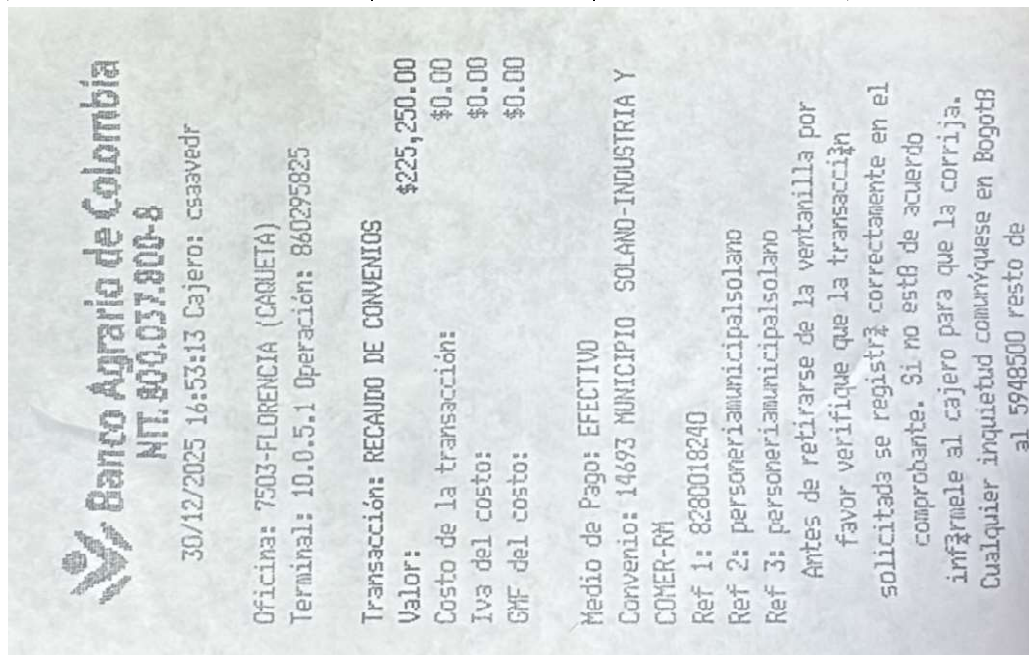 Banco Agrario de Colombia
NIT. 800.037.800-8
30/12/2025 16:53:13 Cajero: csaavedr
Oficina: 7503-FLORENCIA (CAQUETA)
Terminal: 10.0.5.1 Operación: 860295825
Transacción: RECAUDO DE CONVENIOS
Valor: $225,250.00
Costo de la transacción: $0.00
Iva del costo: $0.00
GMF del costo: $0.00
Medio de Pago: EFECTIVO
Convenio: 14693 MUNICIPIO SOLANO-INDUSTRIA Y
COMER-RM
Ref 1: 8280018240
Ref 2: personeriamunicipalsolano
Ref 3: personeriamunicipalsolano
Antes de retirarse de la ventanilla por
favor verifique que la transacciżn
solicitada se registrż correctamente en el
comprobante. Si no estß de acuerdo
infżrmele al cajero para que la corrija.
Cualquier inquietud comunÝquese en Bogotß
al 5948500 resto de